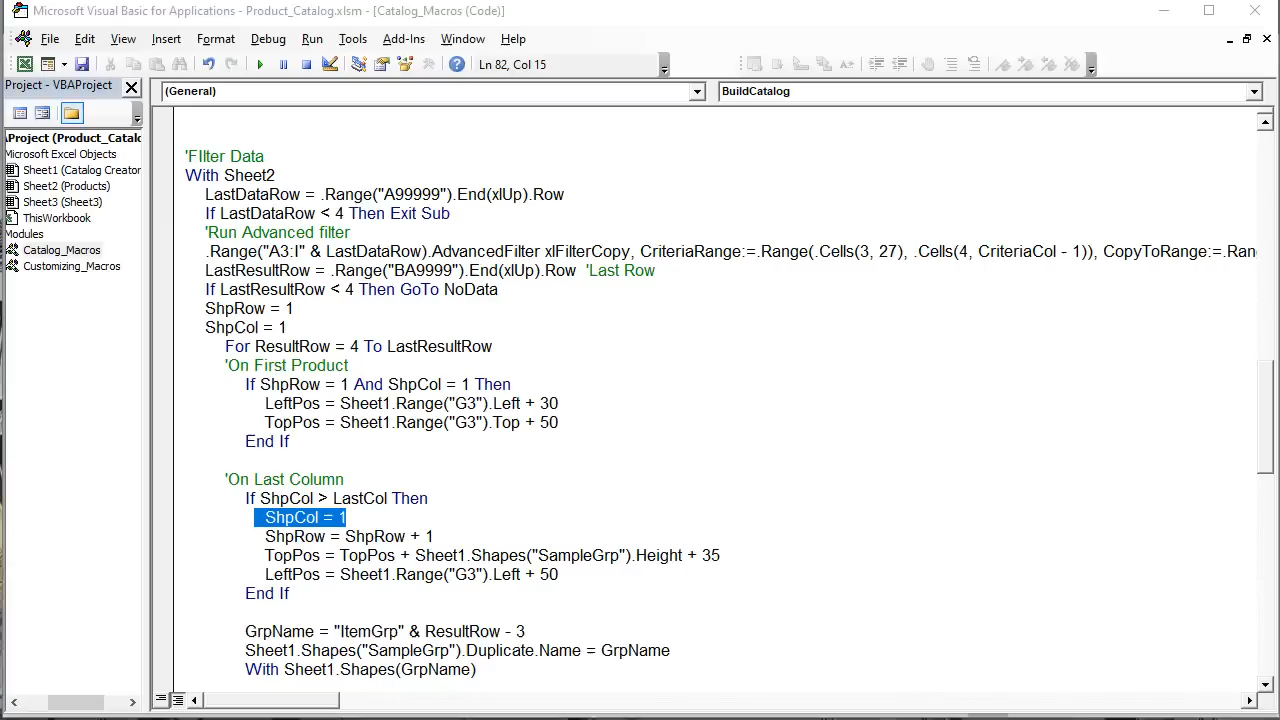 Microsoft Visual Basic for Applications - Product_Catalog.xlsm - [Catalog_Macros (Code)]
File Edit View Insert Format Debug Run Tools Add-Ins Window Help
Ln 82, Col 15
Project - VBAProject
(General)
BuildCatalog
AProject (Product_Catal
Microsoft Excel Objects
Sheet1 (Catalog Creator
Sheet2 (Products)
Sheet3 (Sheet3)
ThisWorkbook
Modules
Catalog_Macros
Customizing_Macros
'FIlter Data
With Sheet2
LastDataRow = .Range("A99999").End(xlUp).Row
If LastDataRow < 4 Then Exit Sub
'Run Advanced filter
.Range("A3:I" & LastDataRow).AdvancedFilter xlFilterCopy, CriteriaRange:=.Range(.Cells(3, 27), .Cells(4, CriteriaCol - 1)), CopyToRange:=.Ran
LastResultRow = .Range("BA9999").End(xlUp).Row 'Last Row
If LastResultRow < 4 Then GoTo NoData
ShpRow = 1
ShpCol = 1
For ResultRow = 4 To LastResultRow
'On First Product
If ShpRow = 1 And ShpCol = 1 Then
LeftPos = Sheet1.Range("G3").Left + 30
TopPos = Sheet1.Range("G3").Top + 50
End If
'On Last Column
If ShpCol > LastCol Then
ShpCol = 1
ShpRow = ShpRow + 1
TopPos = TopPos + Sheet1.Shapes("SampleGrp").Height + 35
LeftPos = Sheet1.Range("G3").Left + 50
End If
GrpName = "ItemGrp" & ResultRow - 3
Sheet1.Shapes("SampleGrp").Duplicate.Name = GrpName
With Sheet1.Shapes(GrpName)